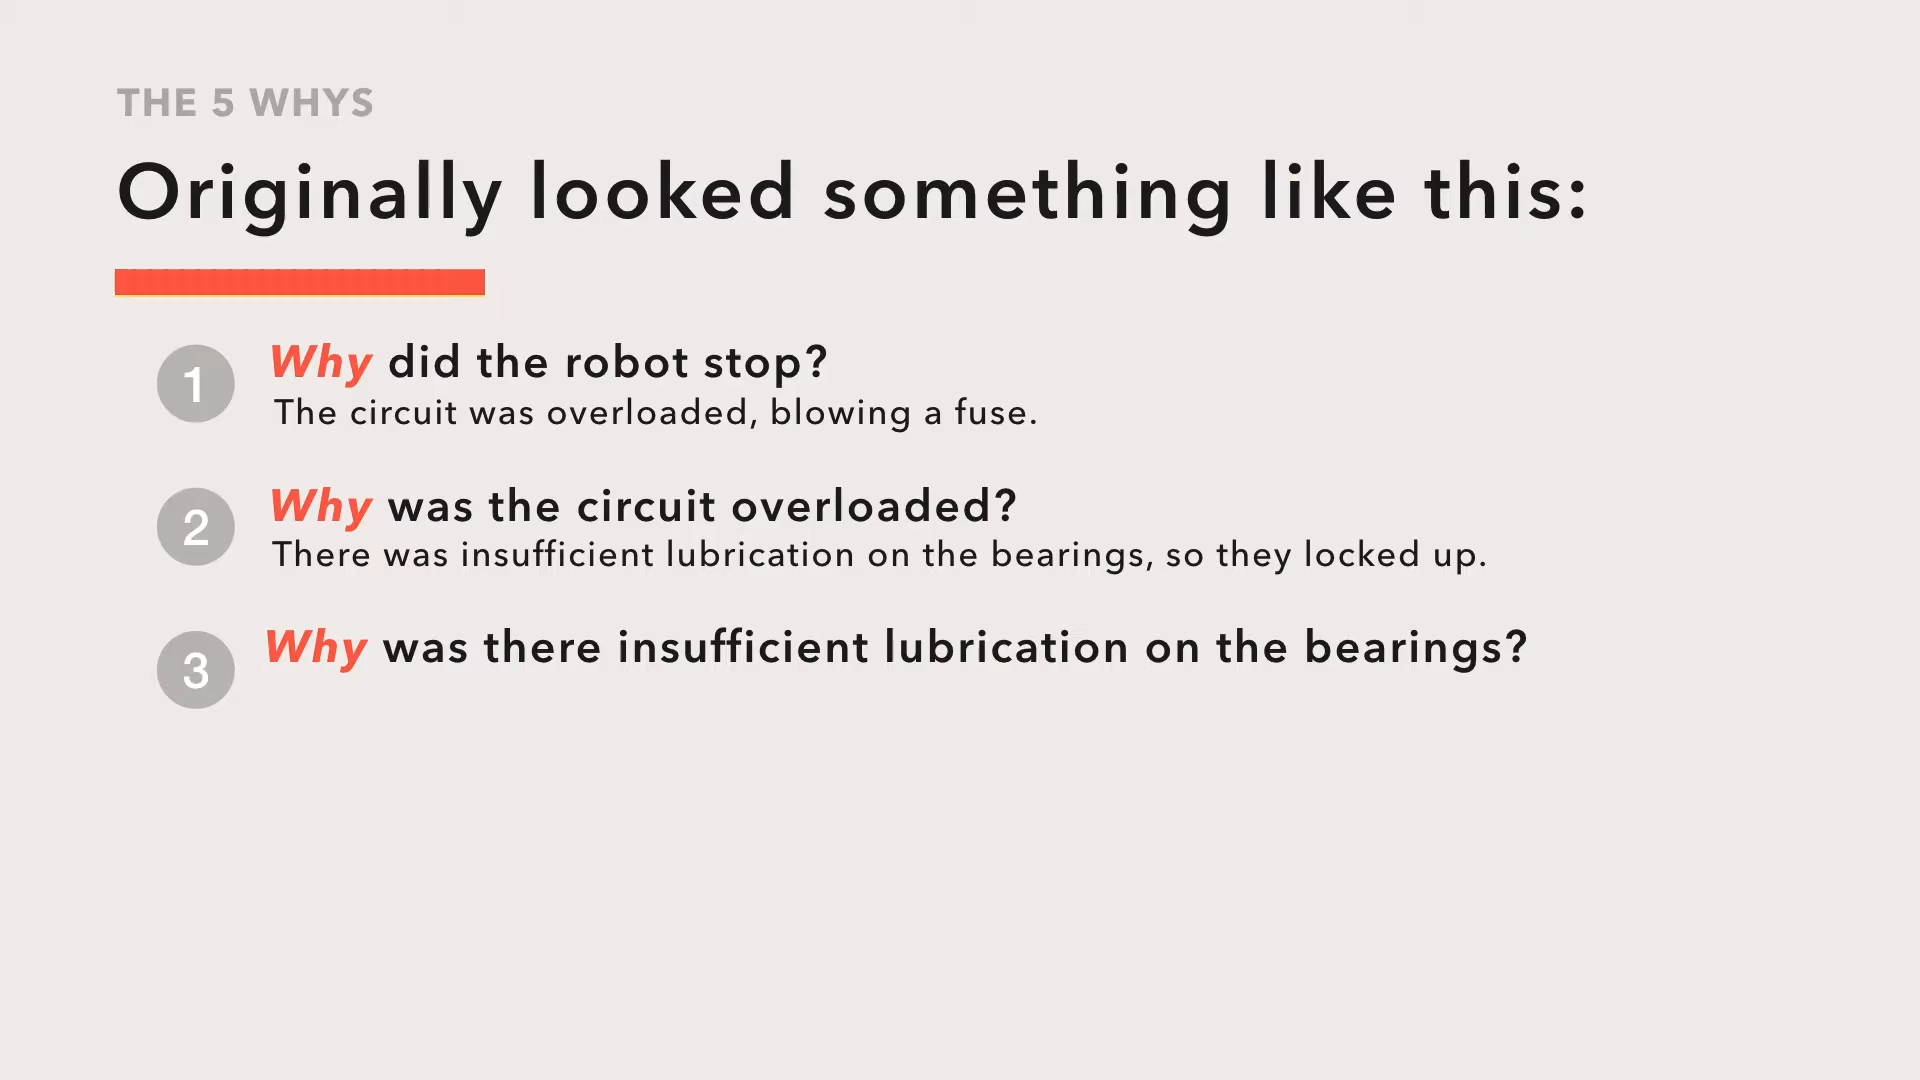 THE 5 WHYS
Originally looked something like this:
1
Why did the robot stop?
The circuit was overloaded, blowing a fuse.
2
Why was the circuit overloaded?
There was insufficient lubrication on the bearings, so they locked up.
3
Why was there insufficient lubrication on the bearings?